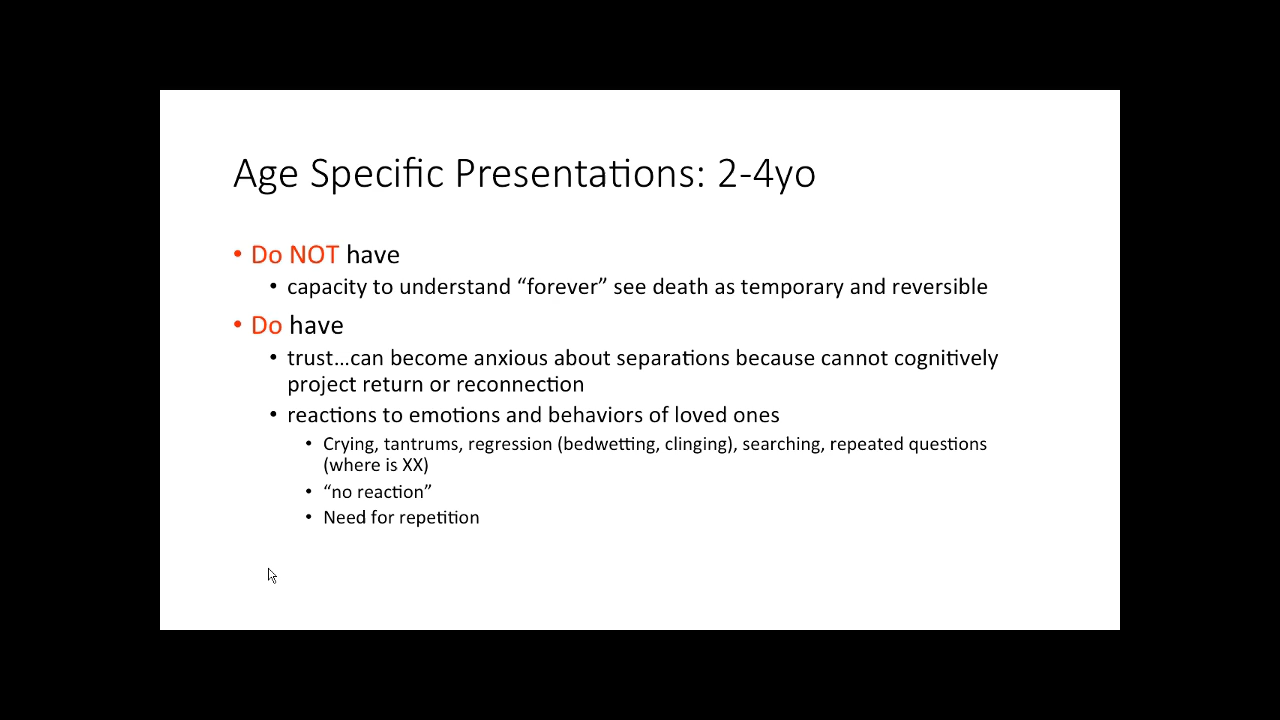 Age Specific Presentations: 2-4yo
• Do NOT have
• capacity to understand “forever” see death as temporary and reversible
• Do have
• trust…can become anxious about separations because cannot cognitively
project return or reconnection
• reactions to emotions and behaviors of loved ones
• Crying, tantrums, regression (bedwetting, clinging), searching, repeated questions
(where is XX)
• “no reaction”
• Need for repetition